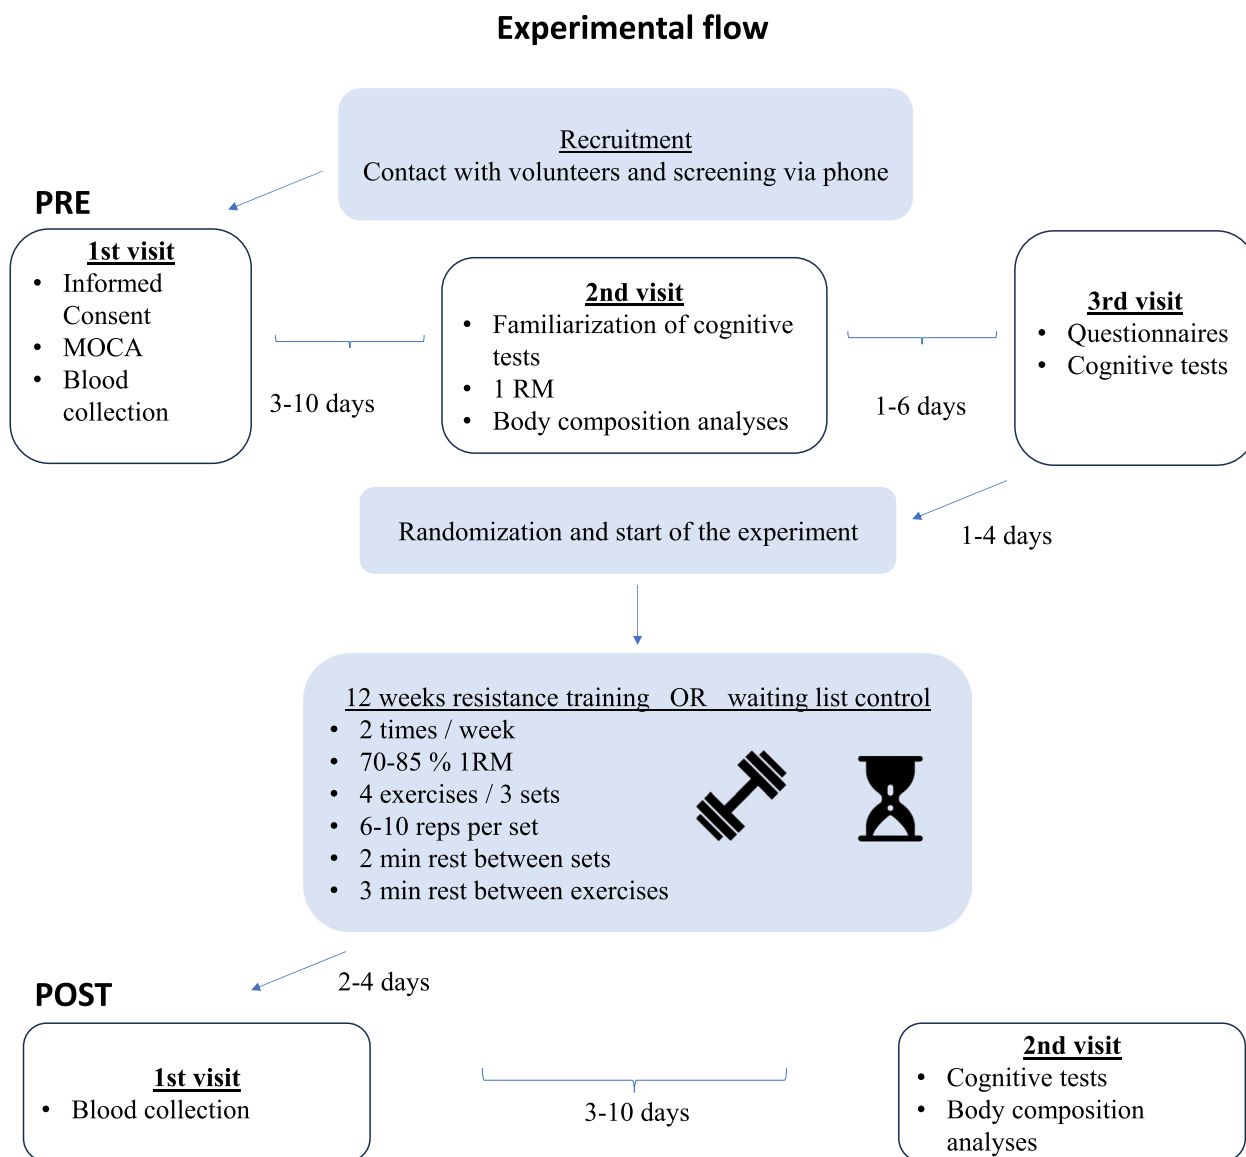 Experimental flow
Recruitment
Contact with volunteers and screening via phone
PRE
1st visit
• Informed
Consent
• MOCA
• Blood
collection
3-10 days
2nd visit
• Familiarization of cognitive
tests
• 1 RM
• Body composition analyses
1-6 days
3rd visit
• Questionnaires
• Cognitive tests
1-4 days
Randomization and start of the experiment
12 weeks resistance training OR waiting list control
• 2 times / week
• 70-85 % 1RM
• 4 exercises / 3 sets
• 6-10 reps per set
• 2 min rest between sets
• 3 min rest between exercises
2-4 days
POST
1st visit
• Blood collection
3-10 days
2nd visit
• Cognitive tests
• Body composition
analyses